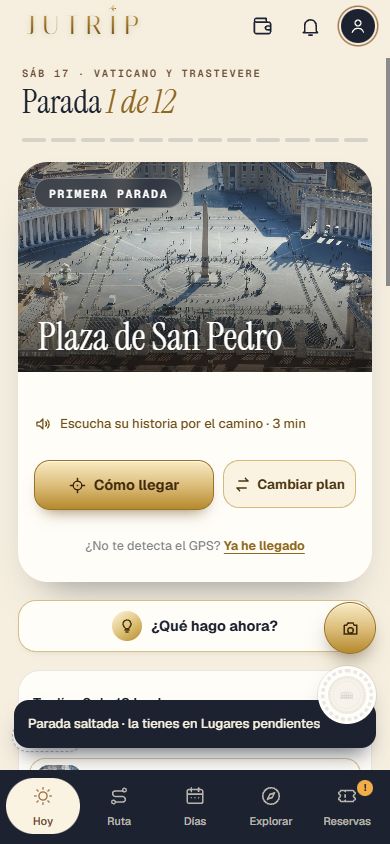 JUTRIP
SÁB 17 · VATICANO Y TRASTEVERE
Parada 1 de 12
PRIMERA PARADA
Plaza de San Pedro
Escucha su historia por el camino · 3 min
Cómo llegar
Cambiar plan
¿No te detecta el GPS? Ya he llegado
¿Qué hago ahora?
Parada saltada · la tienes en Lugares pendientes
!
Hoy
Ruta
Días
Explorar
Reservas